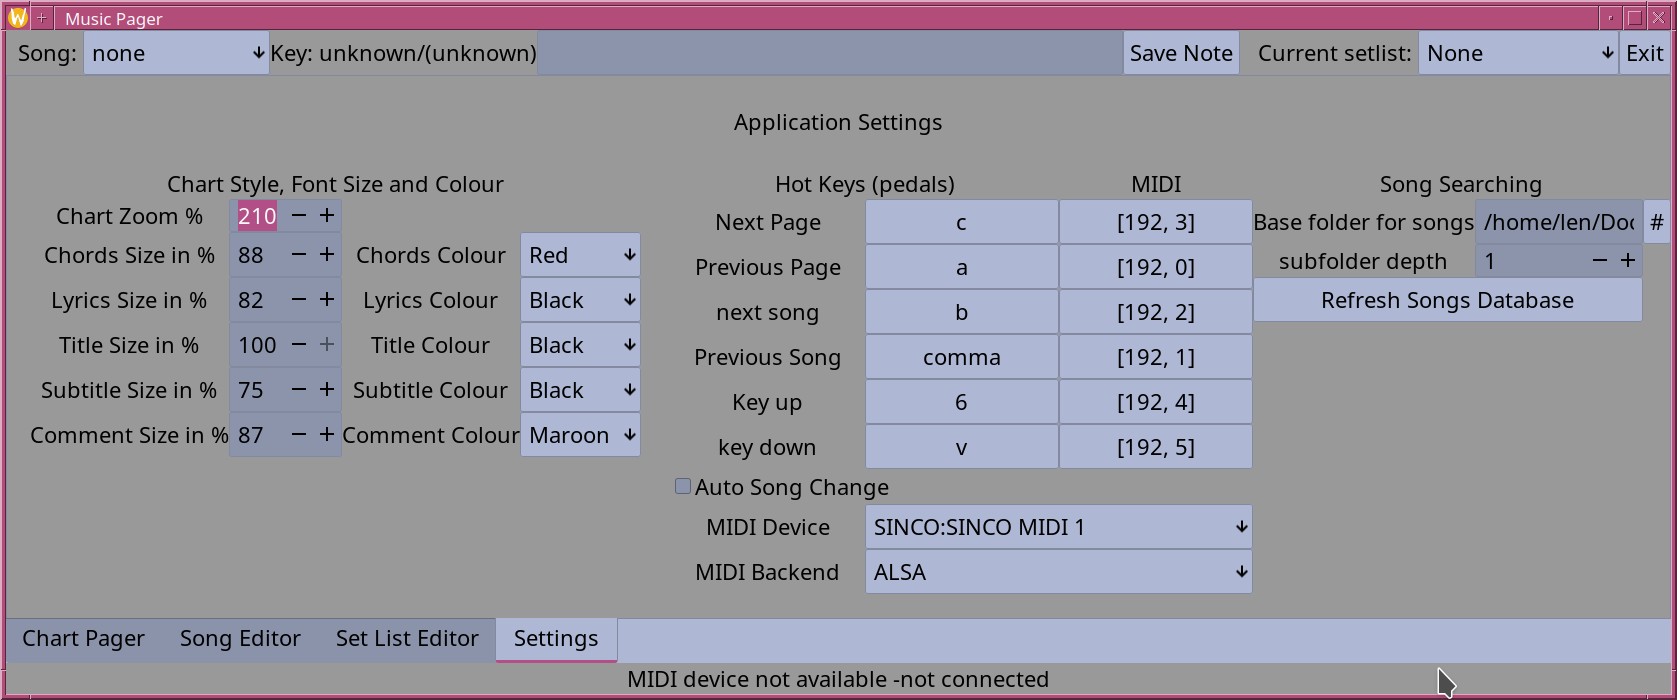 Music Pager
Song: none Key: unknown/(unknown) Save Note Current setlist: None Exit
Application Settings
Chart Style, Font Size and Colour Hot Keys (pedals) MIDI Song Searching
Chart Zoom % 210 − +
Chords Size in % 88 − + Chords Colour Red
Lyrics Size in % 82 − + Lyrics Colour Black
Title Size in % 100 − + Title Colour Black
Subtitle Size in % 75 − + Subtitle Colour Black
Comment Size in % 87 − + Comment Colour Maroon
Next Page c [192, 3]
Previous Page a [192, 0]
next song b [192, 2]
Previous Song comma [192, 1]
Key up 6 [192, 4]
key down v [192, 5]
Auto Song Change
MIDI Device SINCO:SINCO MIDI 1
MIDI Backend ALSA
Base folder for songs /home/len/Doc #
subfolder depth 1 − +
Refresh Songs Database
Chart Pager Song Editor Set List Editor Settings
MIDI device not available -not connected